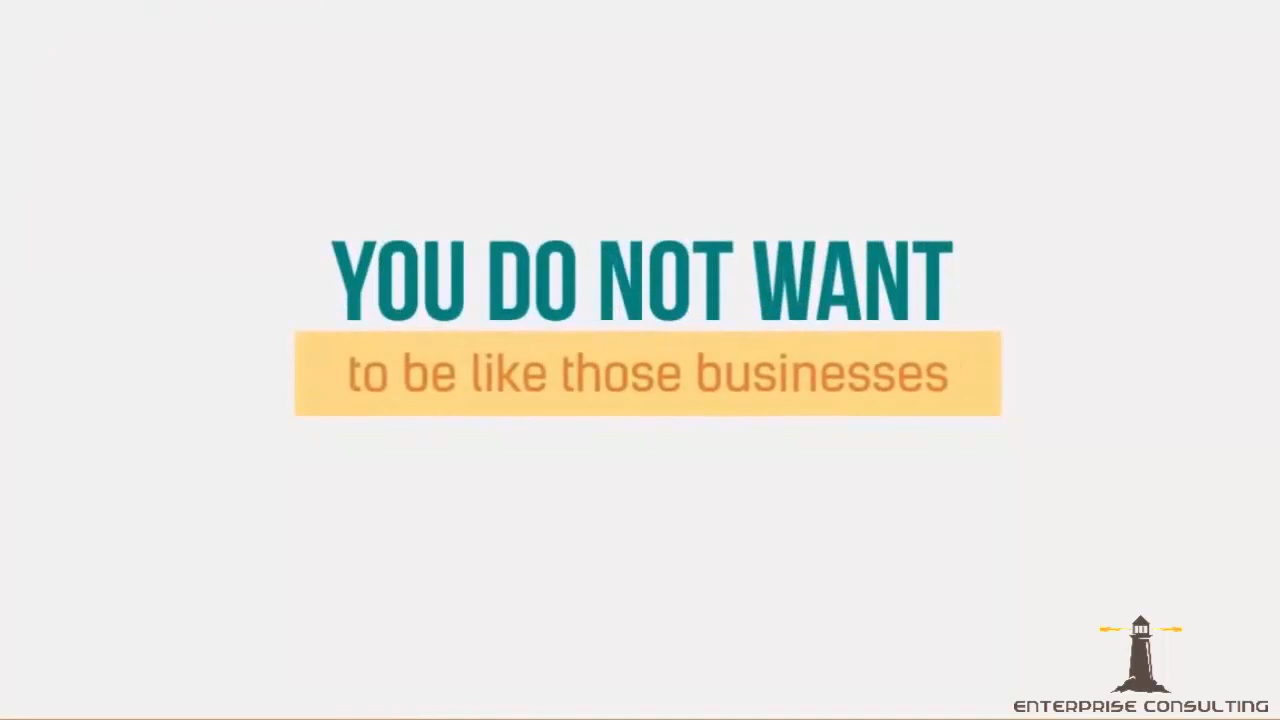 YOU DO NOT WANT
to be like those businesses
ENTERPRISE CONSULTING